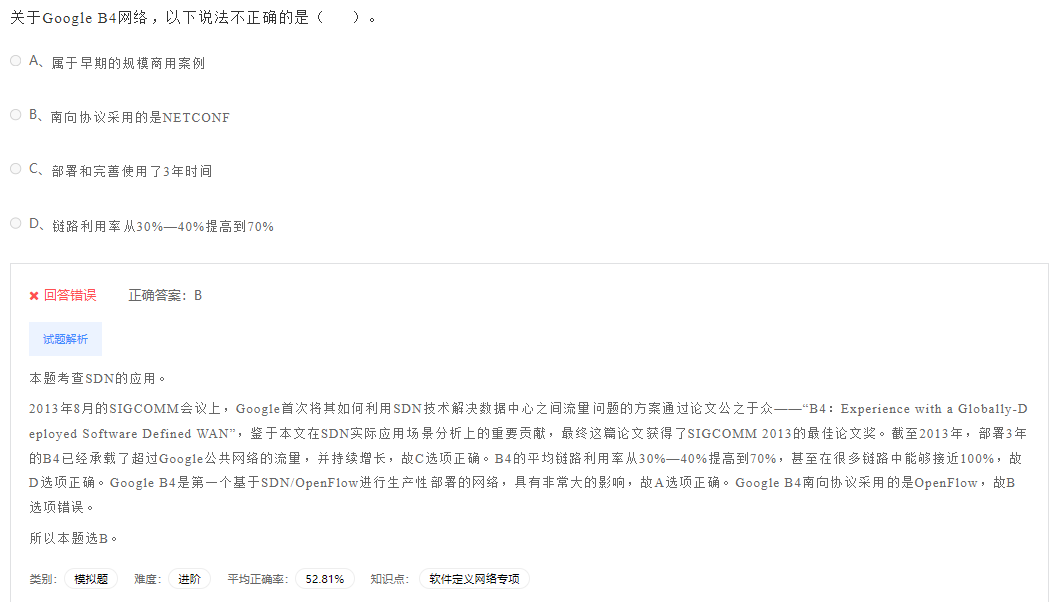 关于Google B4网络，以下说法不正确的是（　　）。
A、属于早期的规模商用案例
B、南向协议采用的是NETCONF
C、部署和完善使用了3年时间
D、链路利用率从30%—40%提高到70%
回答错误 正确答案：B
试题解析
本题考查SDN的应用。
2013年8月的SIGCOMM会议上，Google首次将其如何利用SDN技术解决数据中心之间流量问题的方案通过论文公之于众——“B4：Experience with a Globally-D
eployed Software Defined WAN”，鉴于本文在SDN实际应用场景分析上的重要贡献，最终这篇论文获得了SIGCOMM 2013的最佳论文奖。截至2013年，部署3年
的B4已经承载了超过Google公共网络的流量，并持续增长，故C选项正确。B4的平均链路利用率从30%—40%提高到70%，甚至在很多链路中能够接近100%，故
D选项正确。Google B4是第一个基于SDN/OpenFlow进行生产性部署的网络，具有非常大的影响，故A选项正确。Google B4南向协议采用的是OpenFlow，故B
选项错误。
所以本题选B。
类别： 模拟题 难度： 进阶 平均正确率： 52.81% 知识点： 软件定义网络专项